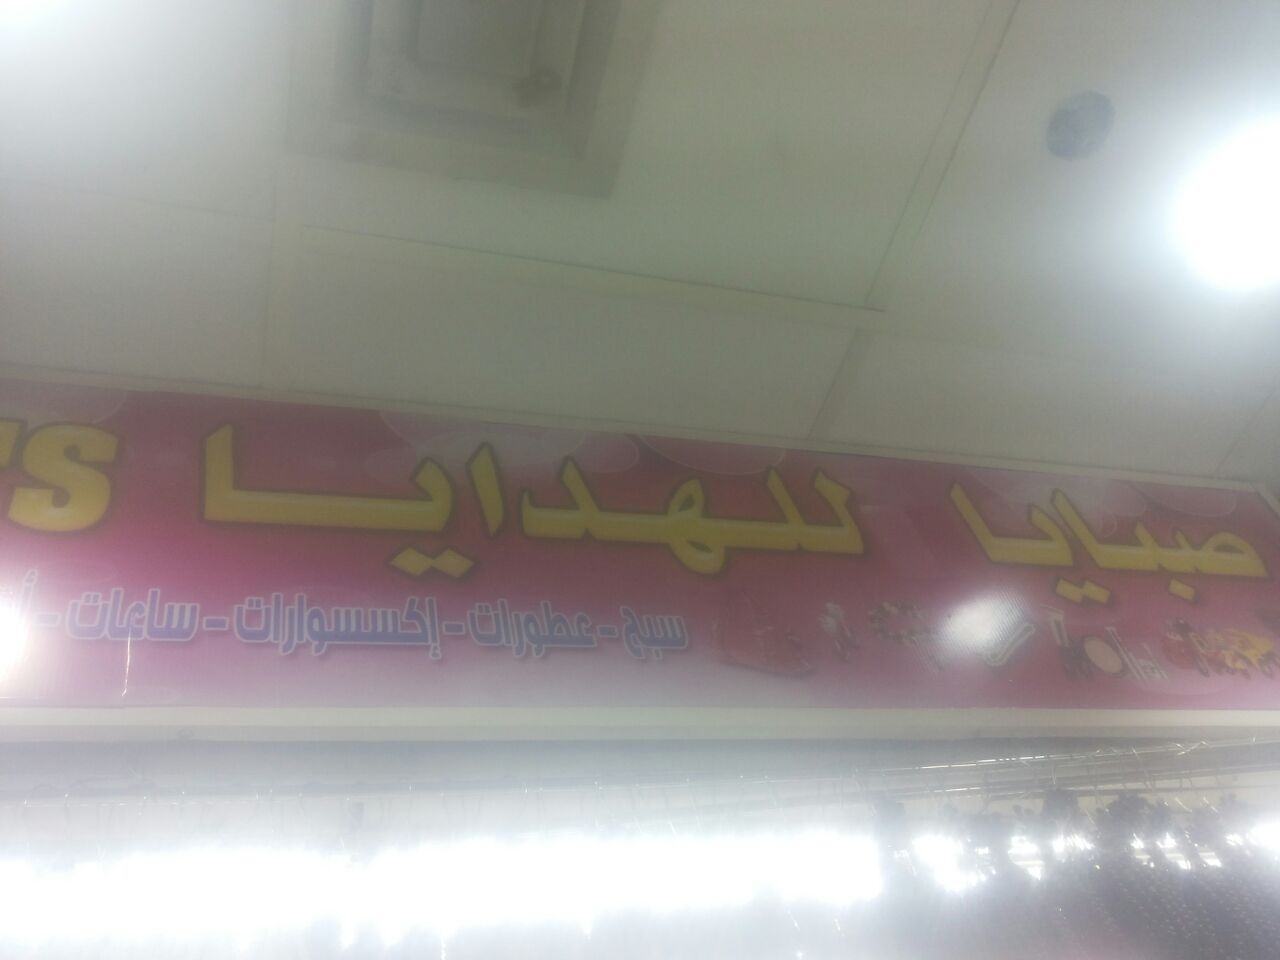 صبايا للهدايا
سبح - عطورات - إكسسوارات - ساعات -